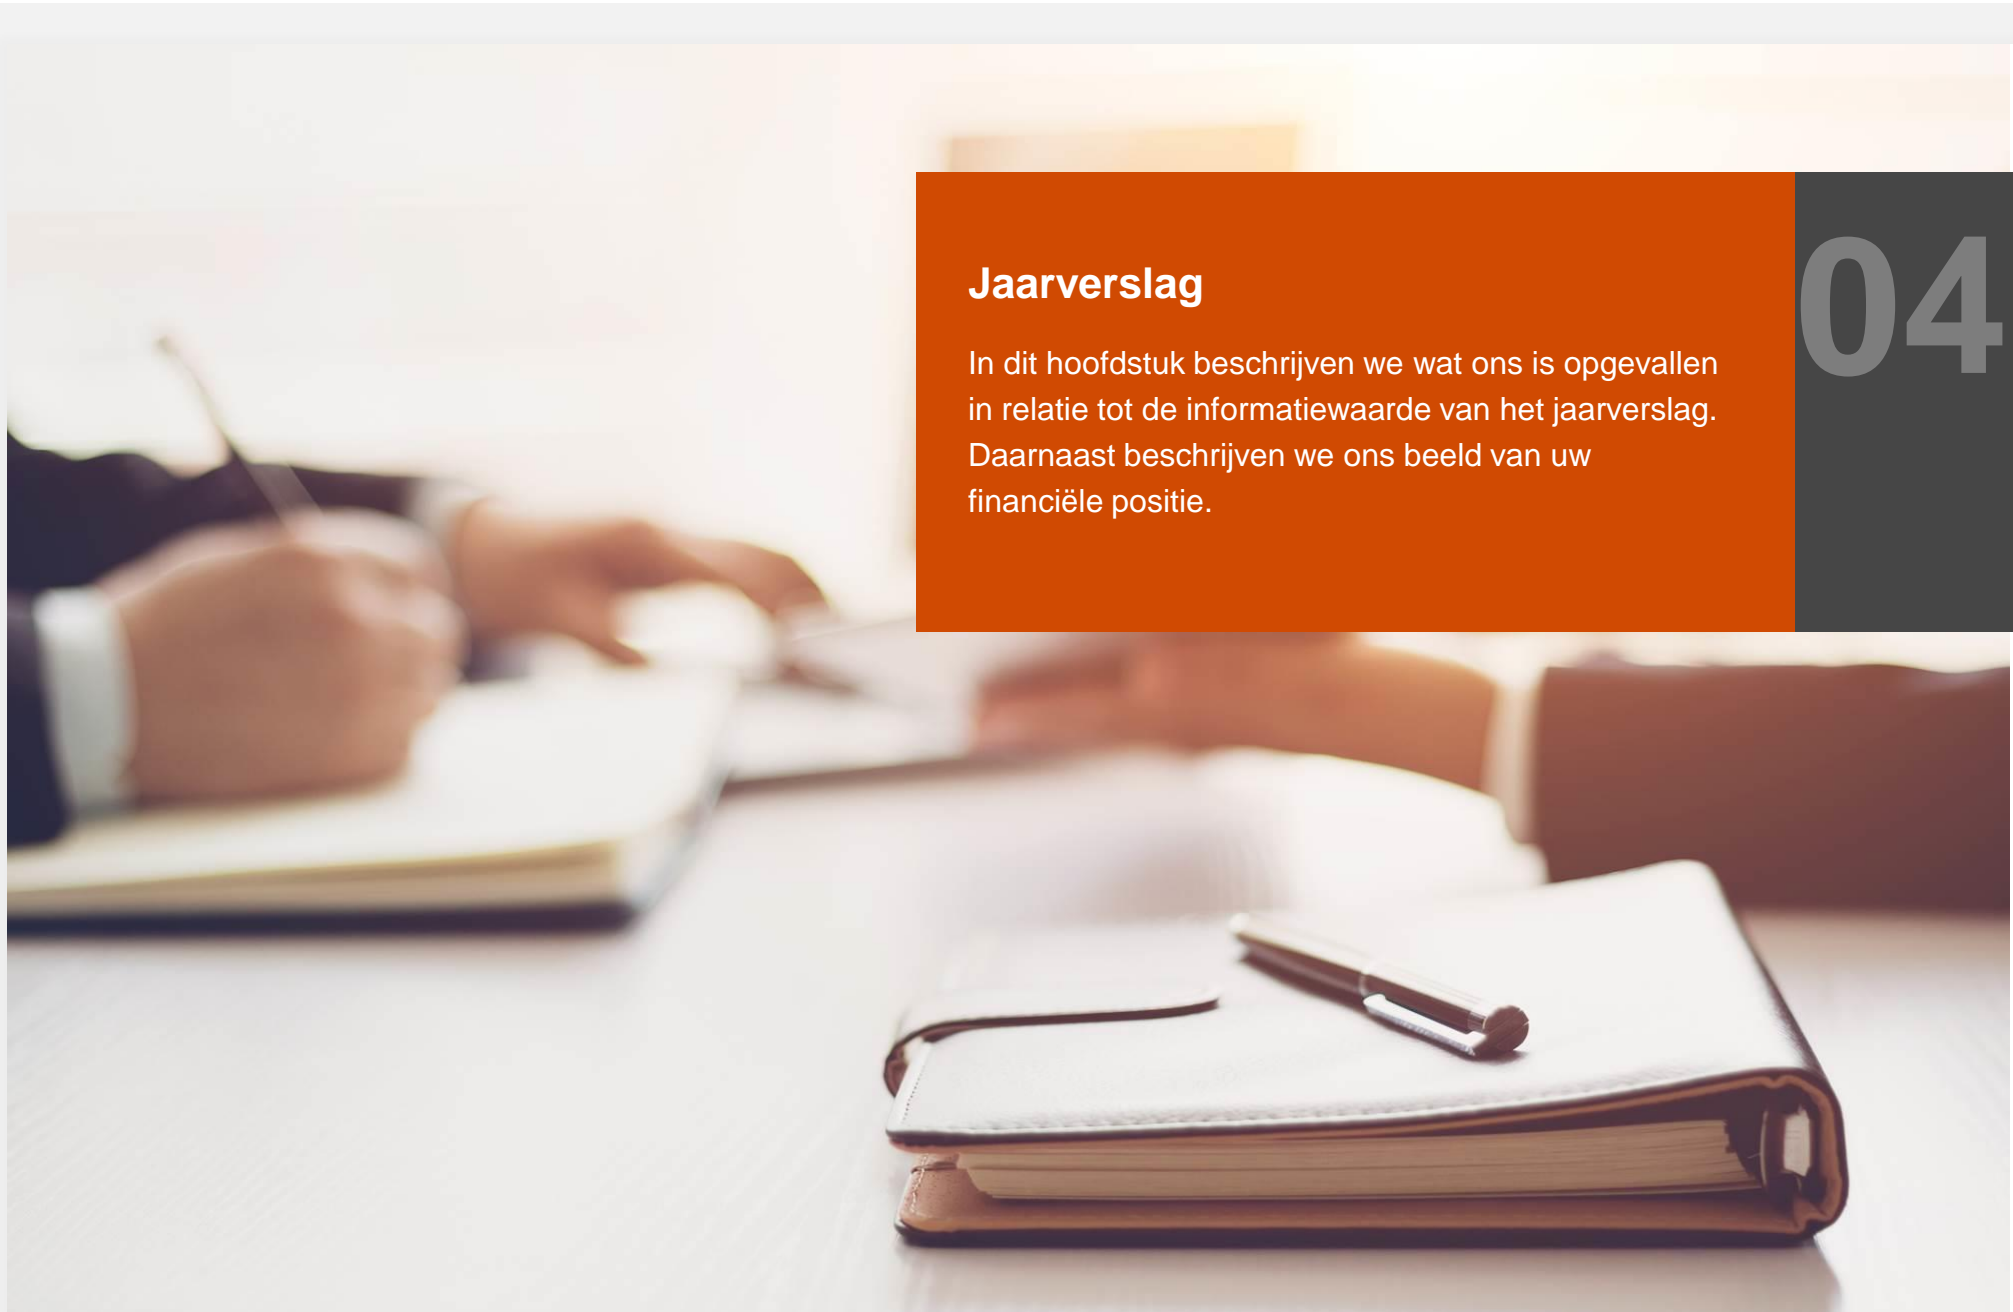 Jaarverslag
04
In dit hoofdstuk beschrijven we wat ons is opgevallen
in relatie tot de informatiewaarde van het jaarverslag.
Daarnaast beschrijven we ons beeld van uw
financiële positie.